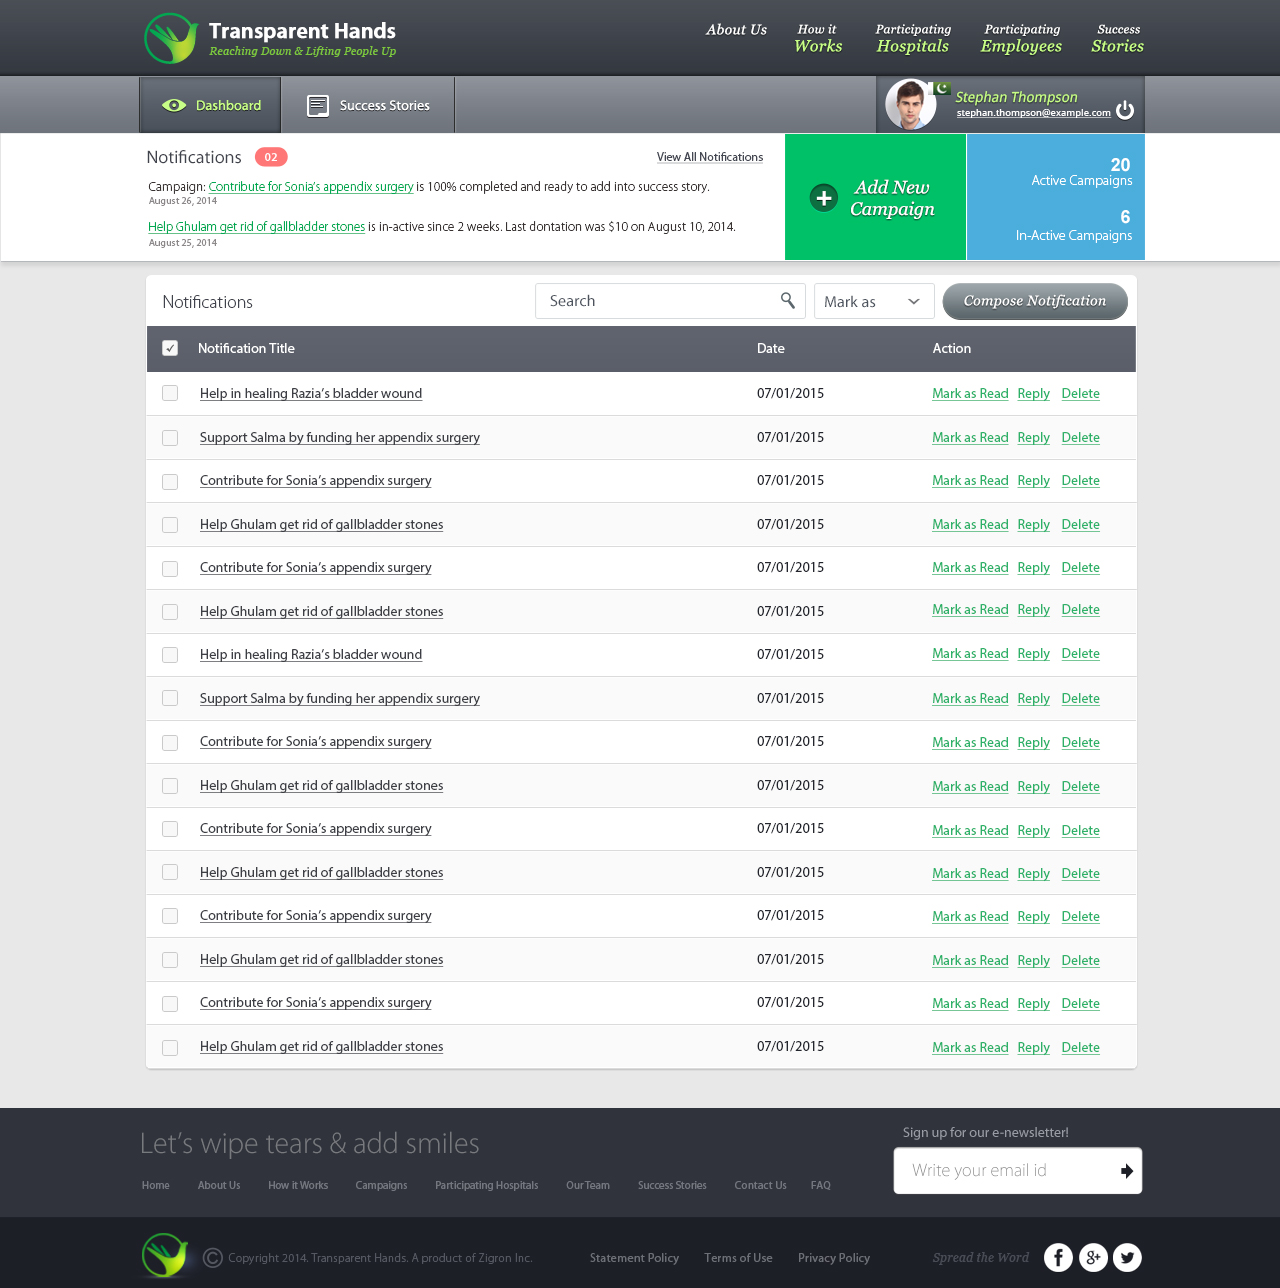 Transparent Hands
Reaching Down & Lifting People Up
About Us
How it Works
Participating Hospitals
Participating Employees
Success Stories
Dashboard
Success Stories
Stephan Thompson
stephan.thompson@example.com
Notifications 02
View All Notifications
Campaign: Contribute for Sonia’s appendix surgery is 100% completed and ready to add into success story.
August 26, 2014
Help Ghulam get rid of gallbladder stones is in-active since 2 weeks. Last dontation was $10 on August 10, 2014.
August 25, 2014
Add New
Campaign
20
Active Campaigns
6
In-Active Campaigns
Notifications
Search
Mark as
Compose Notification
Notification Title Date Action
Help in healing Razia’s bladder wound 07/01/2015 Mark as Read Reply Delete
Support Salma by funding her appendix surgery 07/01/2015 Mark as Read Reply Delete
Contribute for Sonia’s appendix surgery 07/01/2015 Mark as Read Reply Delete
Help Ghulam get rid of gallbladder stones 07/01/2015 Mark as Read Reply Delete
Contribute for Sonia’s appendix surgery 07/01/2015 Mark as Read Reply Delete
Help Ghulam get rid of gallbladder stones 07/01/2015 Mark as Read Reply Delete
Help in healing Razia’s bladder wound 07/01/2015 Mark as Read Reply Delete
Support Salma by funding her appendix surgery 07/01/2015 Mark as Read Reply Delete
Contribute for Sonia’s appendix surgery 07/01/2015 Mark as Read Reply Delete
Help Ghulam get rid of gallbladder stones 07/01/2015 Mark as Read Reply Delete
Contribute for Sonia’s appendix surgery 07/01/2015 Mark as Read Reply Delete
Help Ghulam get rid of gallbladder stones 07/01/2015 Mark as Read Reply Delete
Contribute for Sonia’s appendix surgery 07/01/2015 Mark as Read Reply Delete
Help Ghulam get rid of gallbladder stones 07/01/2015 Mark as Read Reply Delete
Contribute for Sonia’s appendix surgery 07/01/2015 Mark as Read Reply Delete
Help Ghulam get rid of gallbladder stones 07/01/2015 Mark as Read Reply Delete
Let’s wipe tears & add smiles
Home About Us How it Works Campaigns Participating Hospitals Our Team Success Stories Contact Us FAQ
Sign up for our e-newsletter!
Write your email id
© Copyright 2014. Transparent Hands. A product of Zigron Inc.
Statement Policy Terms of Use Privacy Policy
Spread the Word